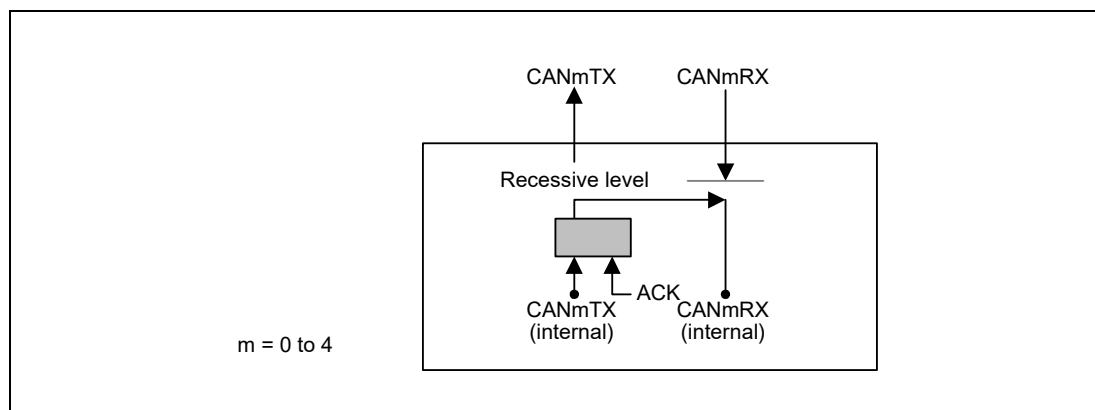 CANmTX
CANmRX
Recessive level
ACK
CANmTX
(internal)
CANmRX
(internal)
m = 0 to 4